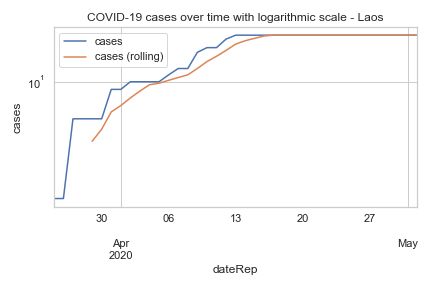 COVID-19 cases over time with logarithmic scale - Laos
cases
cases (rolling)
10¹
cases
30
06
13
20
27
Apr
2020
May
dateRep